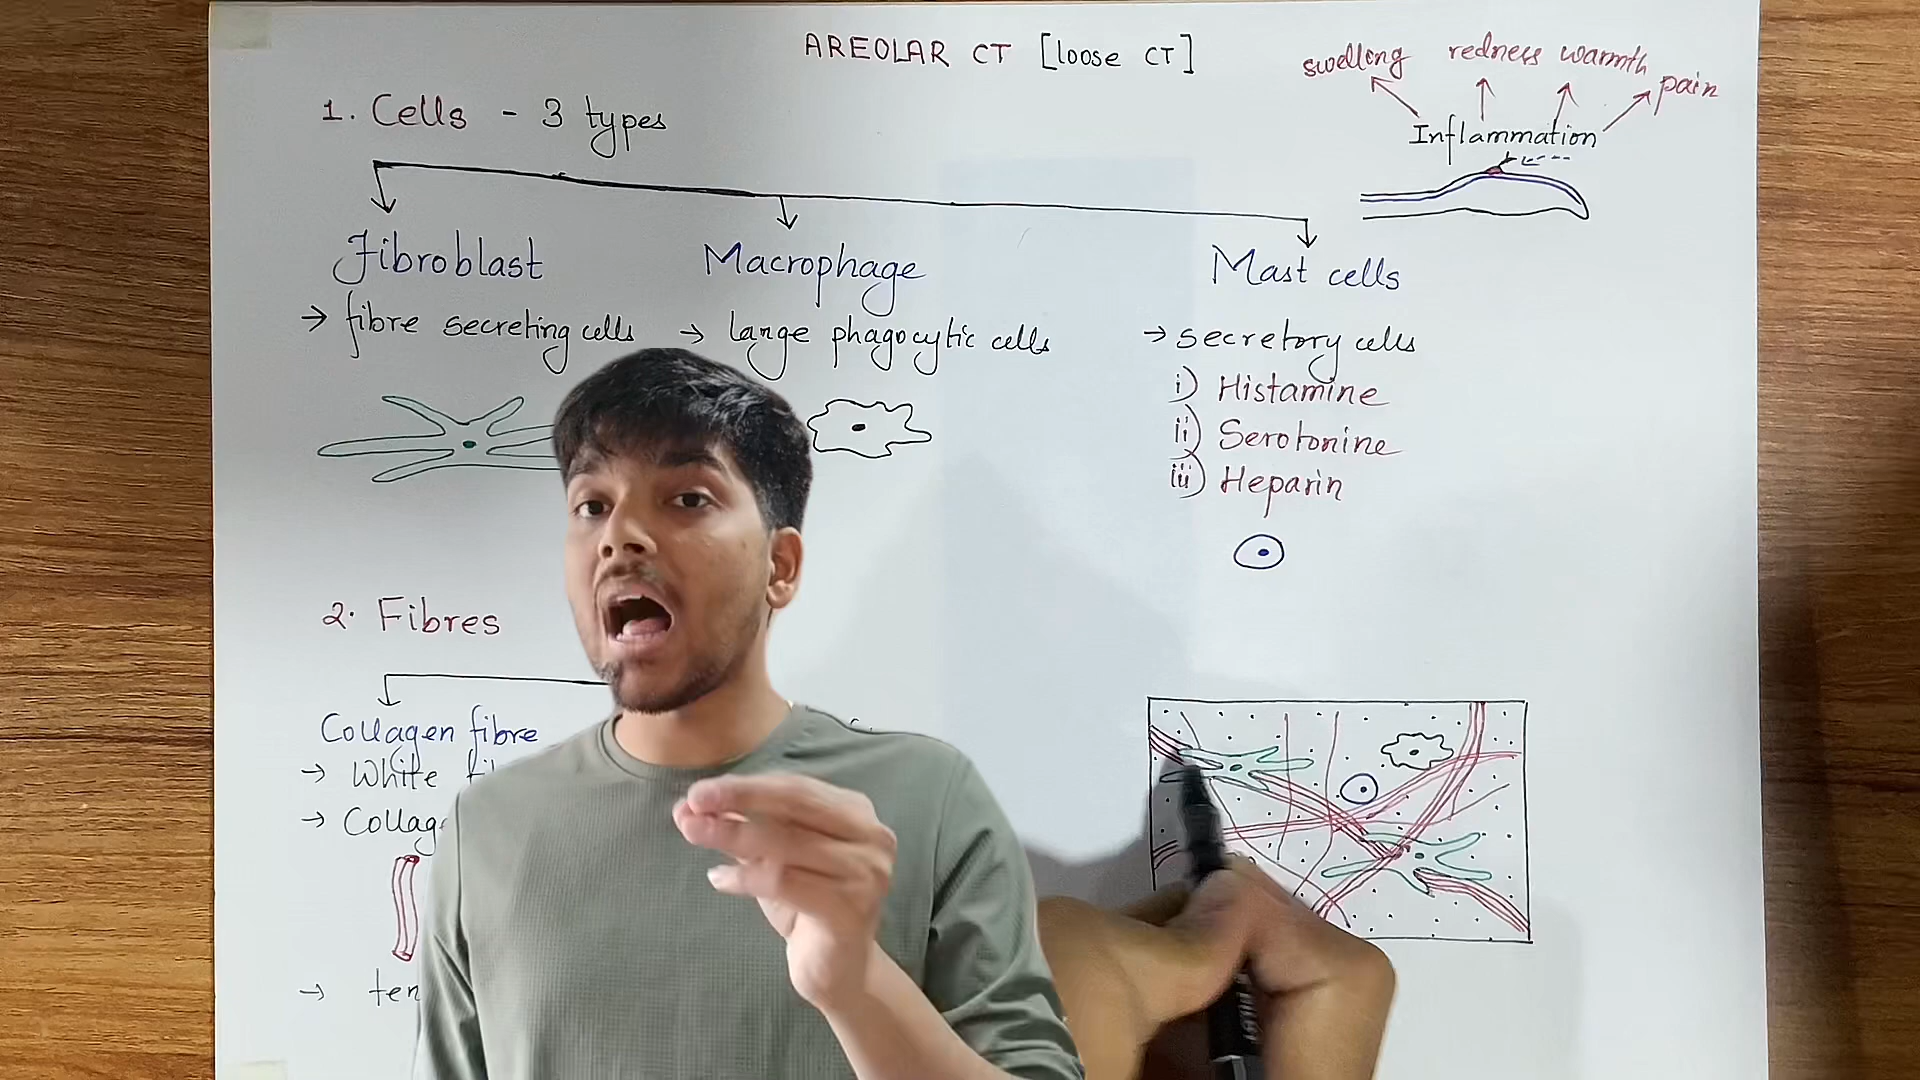 AREOLAR CT [loose CT]
swelleng redness warmth pain
Inflammation
1. Cells - 3 types
Fibroblast
→ fibre secreting cells
Macrophage
→ large phagocytic cells
Mast cells
→ secretory cells
i) Histamine
ii) Serotonine
iii) Heparin
2. Fibres
Collagen fibre
→ White
→ Collag
→ ten